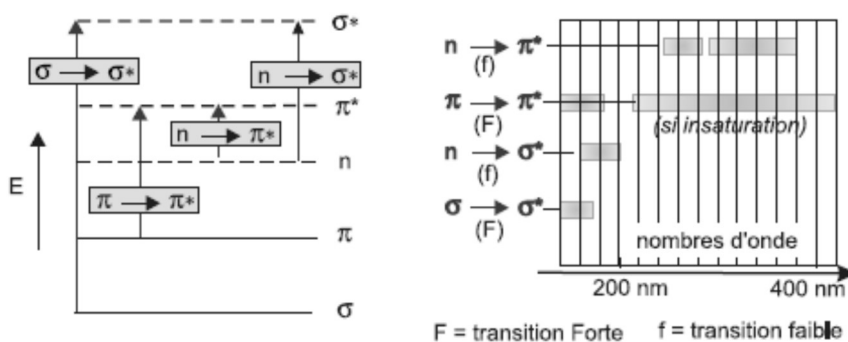 σ*
σ → σ*
n → σ*
π*
n → π*
n
E
π → π*
π
σ
n → π*
(f)
π → π*
(F)
(si insaturation)
n → σ*
(f)
σ → σ*
(F)
nombres d'onde
200 nm
400 nm
F = transition Forte
f = transition faible